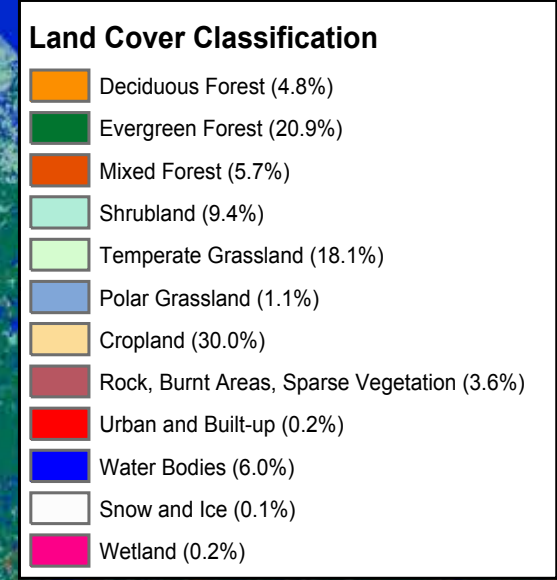 Land Cover Classification
Deciduous Forest (4.8%)
Evergreen Forest (20.9%)
Mixed Forest (5.7%)
Shrubland (9.4%)
Temperate Grassland (18.1%)
Polar Grassland (1.1%)
Cropland (30.0%)
Rock, Burnt Areas, Sparse Vegetation (3.6%)
Urban and Built-up (0.2%)
Water Bodies (6.0%)
Snow and Ice (0.1%)
Wetland (0.2%)